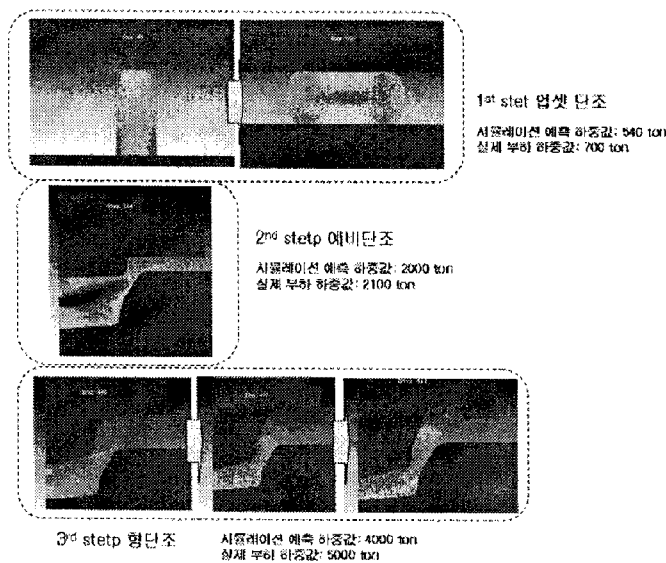 1st stet 업셋 단조
시뮬레이션 예측 하중값: 540 ton
실제 부하 하중값: 700 ton
2nd stetp 예비단조
시뮬레이션 예측 하중값: 2000 ton
실제 부하 하중값: 2100 ton
3rd stetp 형단조
시뮬레이션 예측 하중값: 4000 ton
실제 부하 하중값: 5000 ton